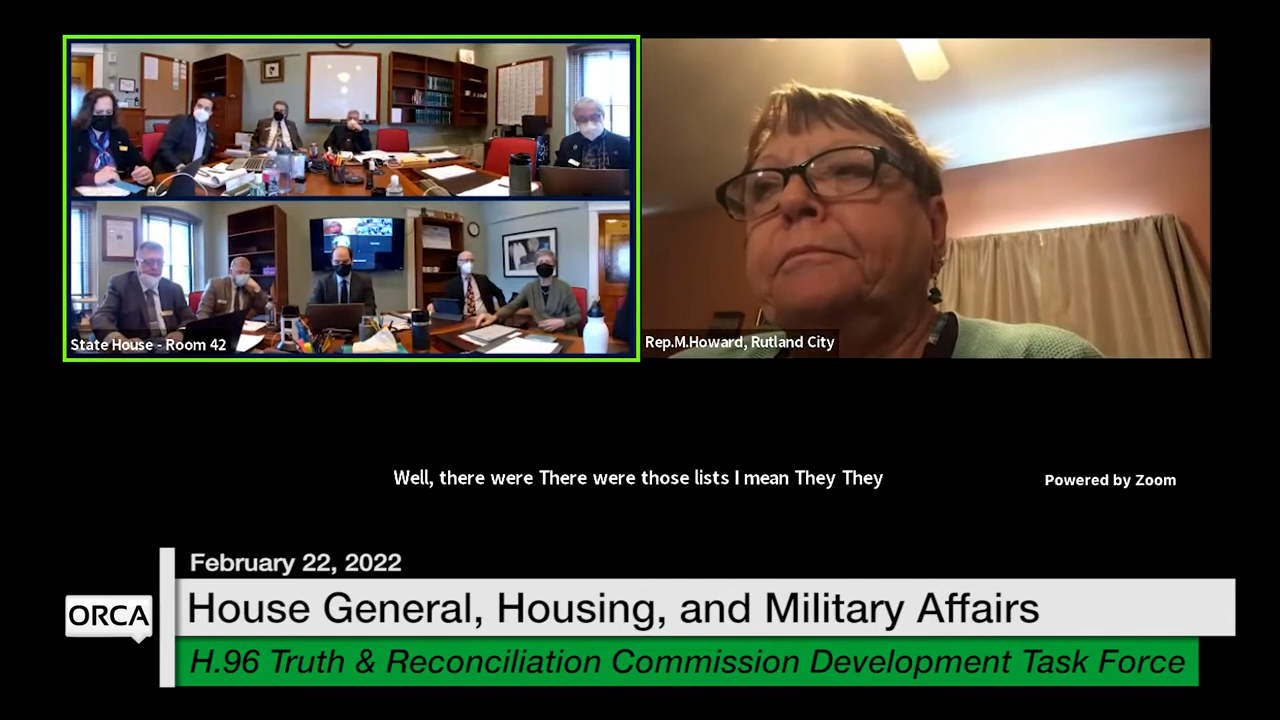 State House - Room 42
Rep.M.Howard, Rutland City
Well, there were There were those lists I mean They They
Powered by Zoom
February 22, 2022
ORCA
House General, Housing, and Military Affairs
H.96 Truth & Reconciliation Commission Development Task Force